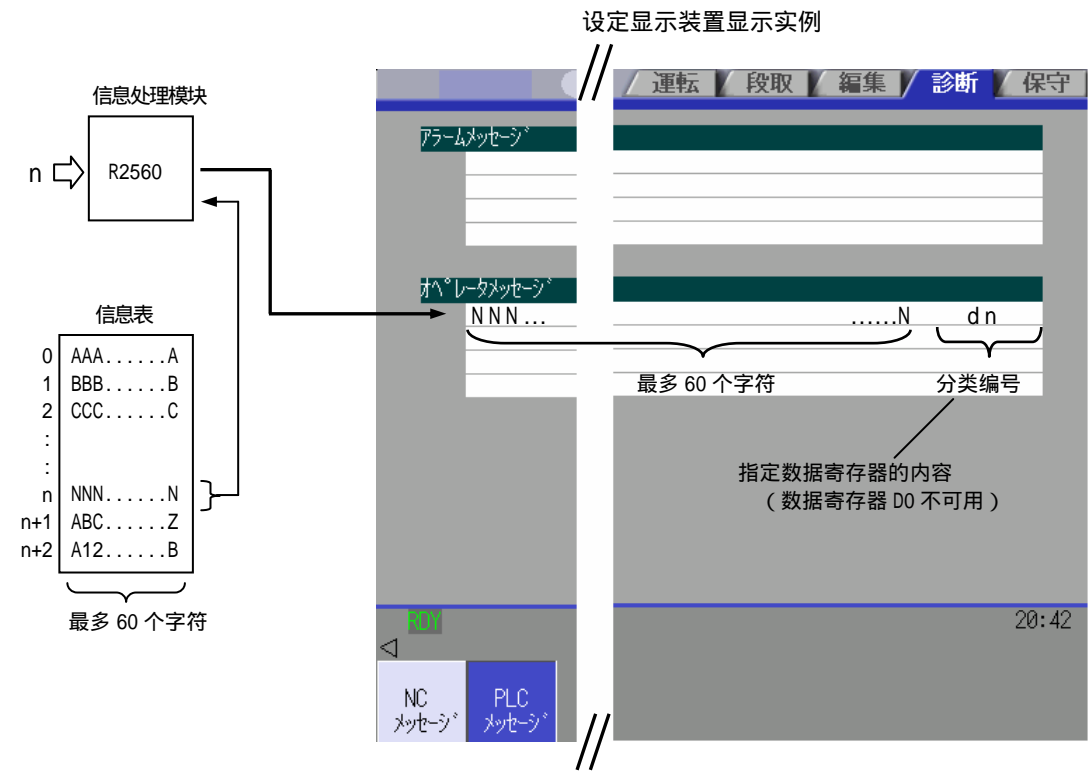 设定显示装置显示实例
運転 段取 編集 診断 保守
信息处理模块
n
R2560
アラームメッセージ
オペレータメッセージ
NNN... ......N dn
最多 60 个字符 分类编号
指定数据寄存器的内容
(数据寄存器 D0 不可用)
信息表
0 AAA......A
1 BBB......B
2 CCC......C
:
:
n NNN......N
n+1 ABC......Z
n+2 A12......B
最多 60 个字符
RDY 20:42
NC
メッセージ
PLC
メッセージ